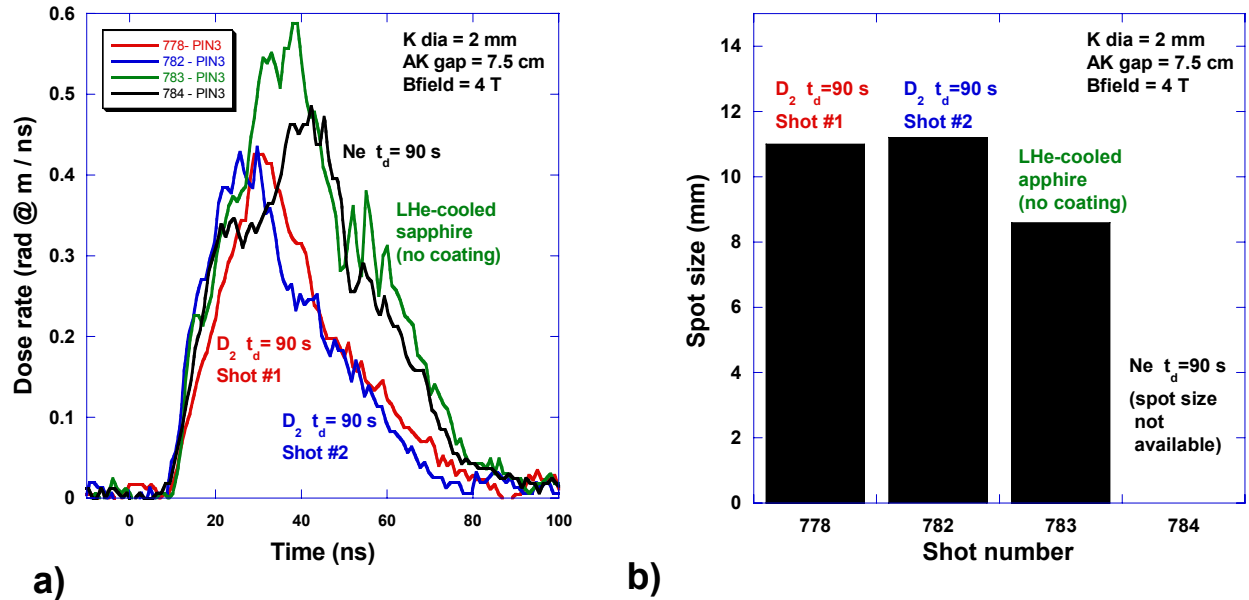 0.6
0.5
0.4
0.3
0.2
0.1
0
Dose rate (rad @ m / ns)
778- PIN3
782 - PIN3
783 - PIN3
784 - PIN3
K dia = 2 mm
AK gap = 7.5 cm
Bfield = 4 T
Ne t_d = 90 s
LHe-cooled
sapphire
(no coating)
D_2 t_d= 90 s
Shot #1
D_2 t_d= 90 s
Shot #2
0 20 40 60 80 100
Time (ns)
a)
14
12
10
8
6
4
2
0
Spot size (mm)
K dia = 2 mm
AK gap = 7.5 cm
Bfield = 4 T
D_2 t_d=90 s
Shot #1
D_2 t_d=90 s
Shot #2
LHe-cooled
apphire
(no coating)
Ne t_d=90 s
(spot size
not
available)
778 782 783 784
Shot number
b)